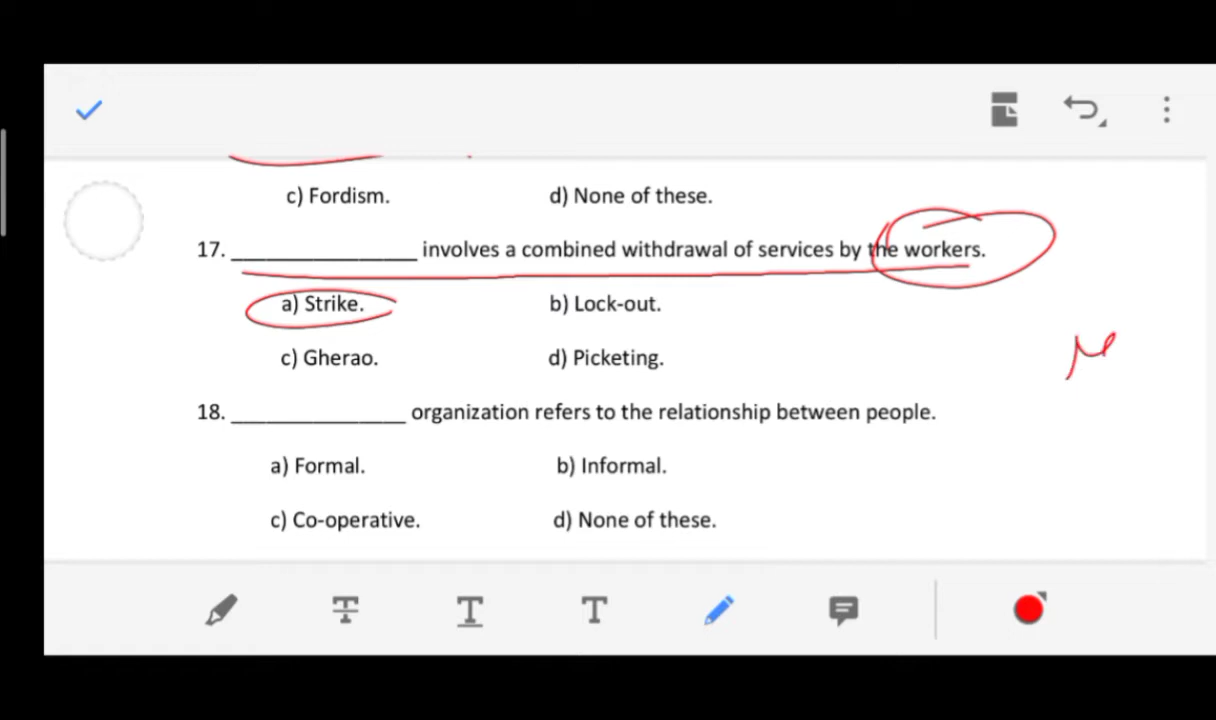 c) Fordism. d) None of these.
17. ________________ involves a combined withdrawal of services by the workers.
a) Strike. b) Lock-out.
c) Gherao. d) Picketing.
18. _______________ organization refers to the relationship between people.
a) Formal. b) Informal.
c) Co-operative. d) None of these.